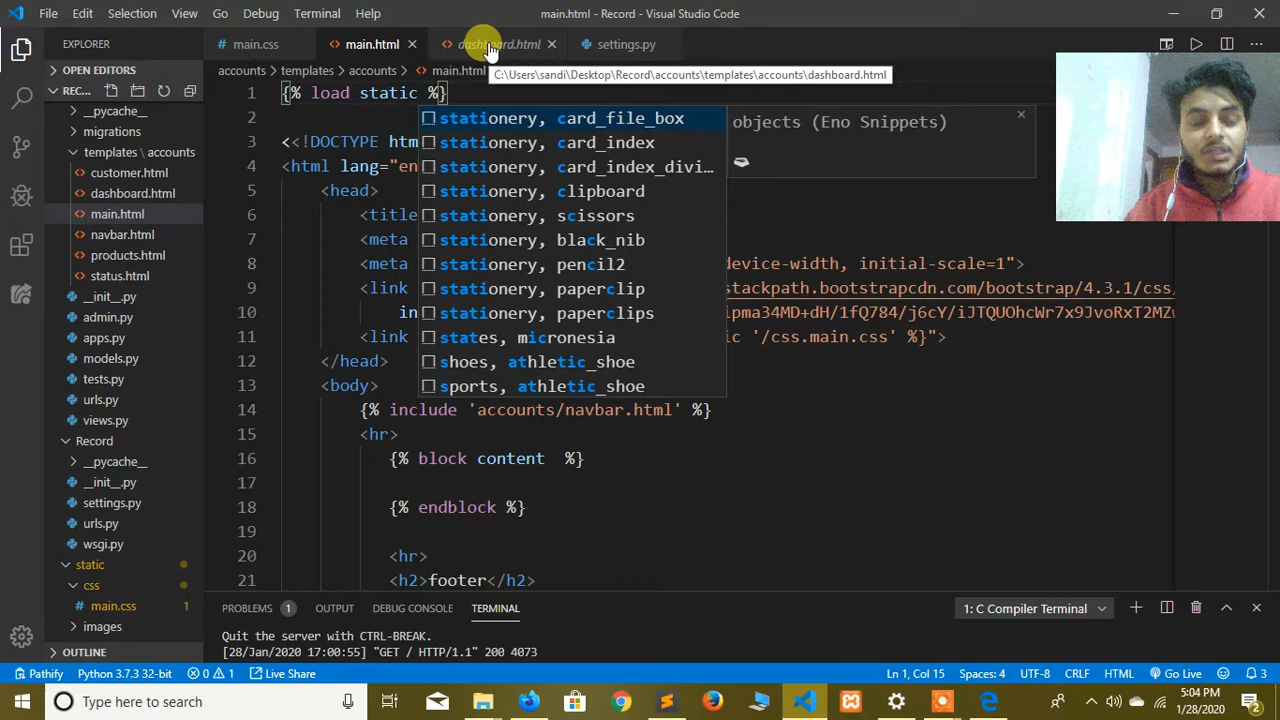 File Edit Selection View Go Debug Terminal Help
main.html - Record - Visual Studio Code
EXPLORER
main.css
main.html
dashboard.html
settings.py
OPEN EDITORS
accounts > templates > accounts > main.html
C:\Users\sandi\Desktop\Record\accounts\templates\accounts\dashboard.html
REC...
__pycache__
migrations
templates \ accounts
customer.html
dashboard.html
main.html
navbar.html
products.html
status.html
__init__.py
admin.py
apps.py
models.py
tests.py
urls.py
views.py
Record
__pycache__
__init__.py
settings.py
urls.py
wsgi.py
static
css
main.css 1
images
OUTLINE
1 {% load static %}
2
3 <<!DOCTYPE htm
4 <html lang="en
5 <head>
6 <title
7 <meta
8 <meta device-width, initial-scale=1">
9 <link stackpath.bootstrapcdn.com/bootstrap/4.3.1/css/
10 in ipma34MD+dH/1fQ784/j6cY/iJTQUOhcWr7x9JvoRxT2MZw
11 <link ic '/css.main.css' %}">
12 </head>
13 <body>
14 {% include 'accounts/navbar.html' %}
15 <hr>
16 {% block content %}
17
18 {% endblock %}
19
20 <hr>
21 <h2>footer</h2>
stationery, card_file_box
stationery, card_index
stationery, card_index_divi...
stationery, clipboard
stationery, scissors
stationery, black_nib
stationery, pencil2
stationery, paperclip
stationery, paperclips
states, micronesia
shoes, athletic_shoe
sports, athletic_shoe
objects (Eno Snippets)
PROBLEMS 1 OUTPUT DEBUG CONSOLE TERMINAL
1: C Compiler Terminal
Quit the server with CTRL-BREAK.
[28/Jan/2020 17:00:55] "GET / HTTP/1.1" 200 4073
Pathify Python 3.7.3 32-bit 0 1 Live Share
Ln 1, Col 15 Spaces: 4 UTF-8 CRLF HTML Go Live 3
Type here to search
5:04 PM
1/28/2020
2